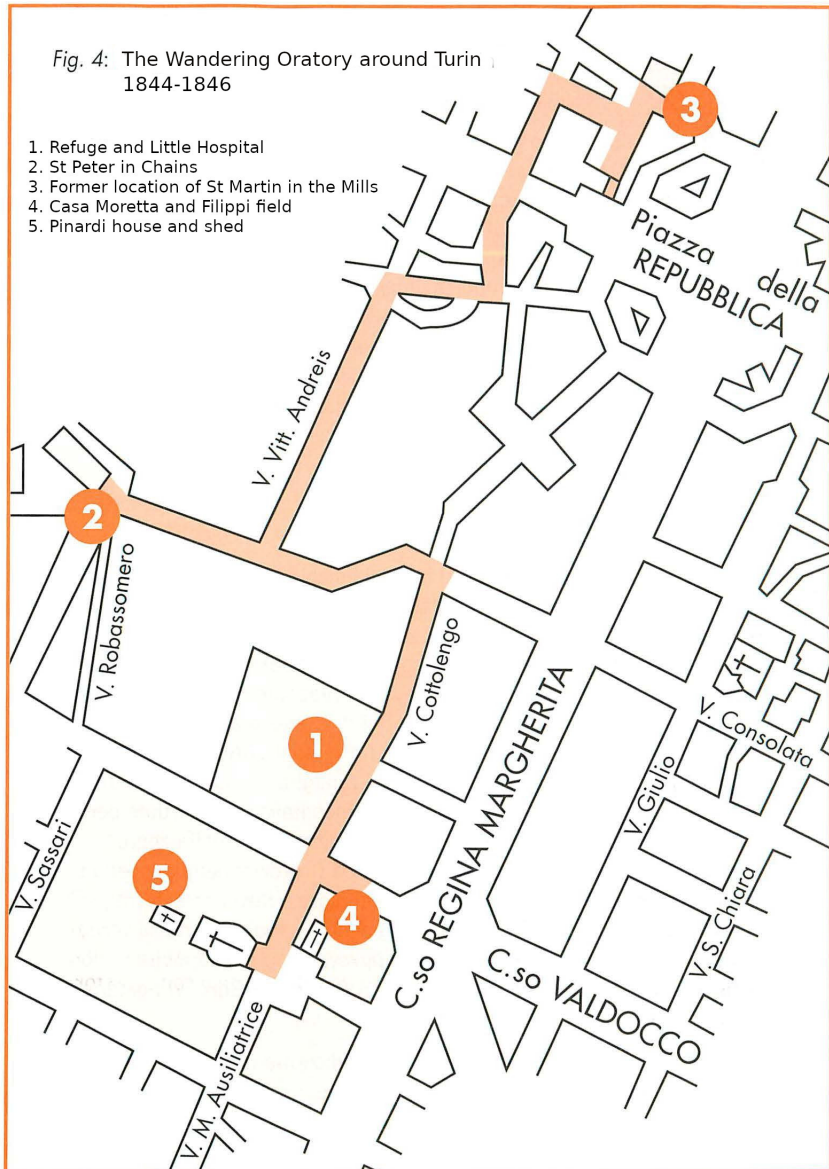 Fig. 4: The Wandering Oratory around Turin
1844-1846
1. Refuge and Little Hospital
2. St Peter in Chains
3. Former location of St Martin in the Mills
4. Casa Moretta and Filippi field
5. Pinardi house and shed
3
Piazza
della
REPUBBLICA
V. Vitt. Andreis
2
V. Robassomero
V. Cottolengo
1
C.so REGINA MARGHERITA
V. Consolata
V. Giulio
V. Sassari
5
4
V. S. Chiara
C.so VALDOCCO
V. M. Ausiliatrice